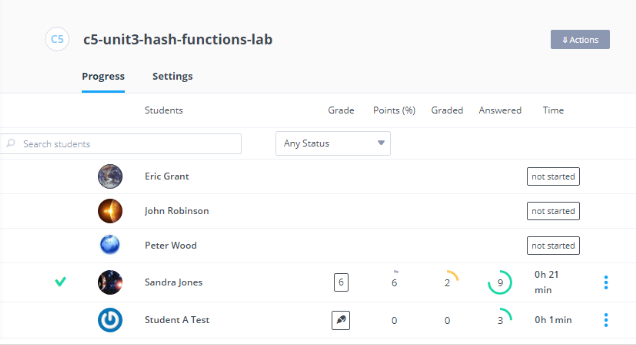 C5 c5-unit3-hash-functions-lab Actions
Progress Settings
Students Grade Points (%) Graded Answered Time
Search students Any Status
Eric Grant not started
John Robinson not started
Peter Wood not started
Sandra Jones 6 6 2 9 0h 21
min
Student A Test 0 0 3 0h 1min